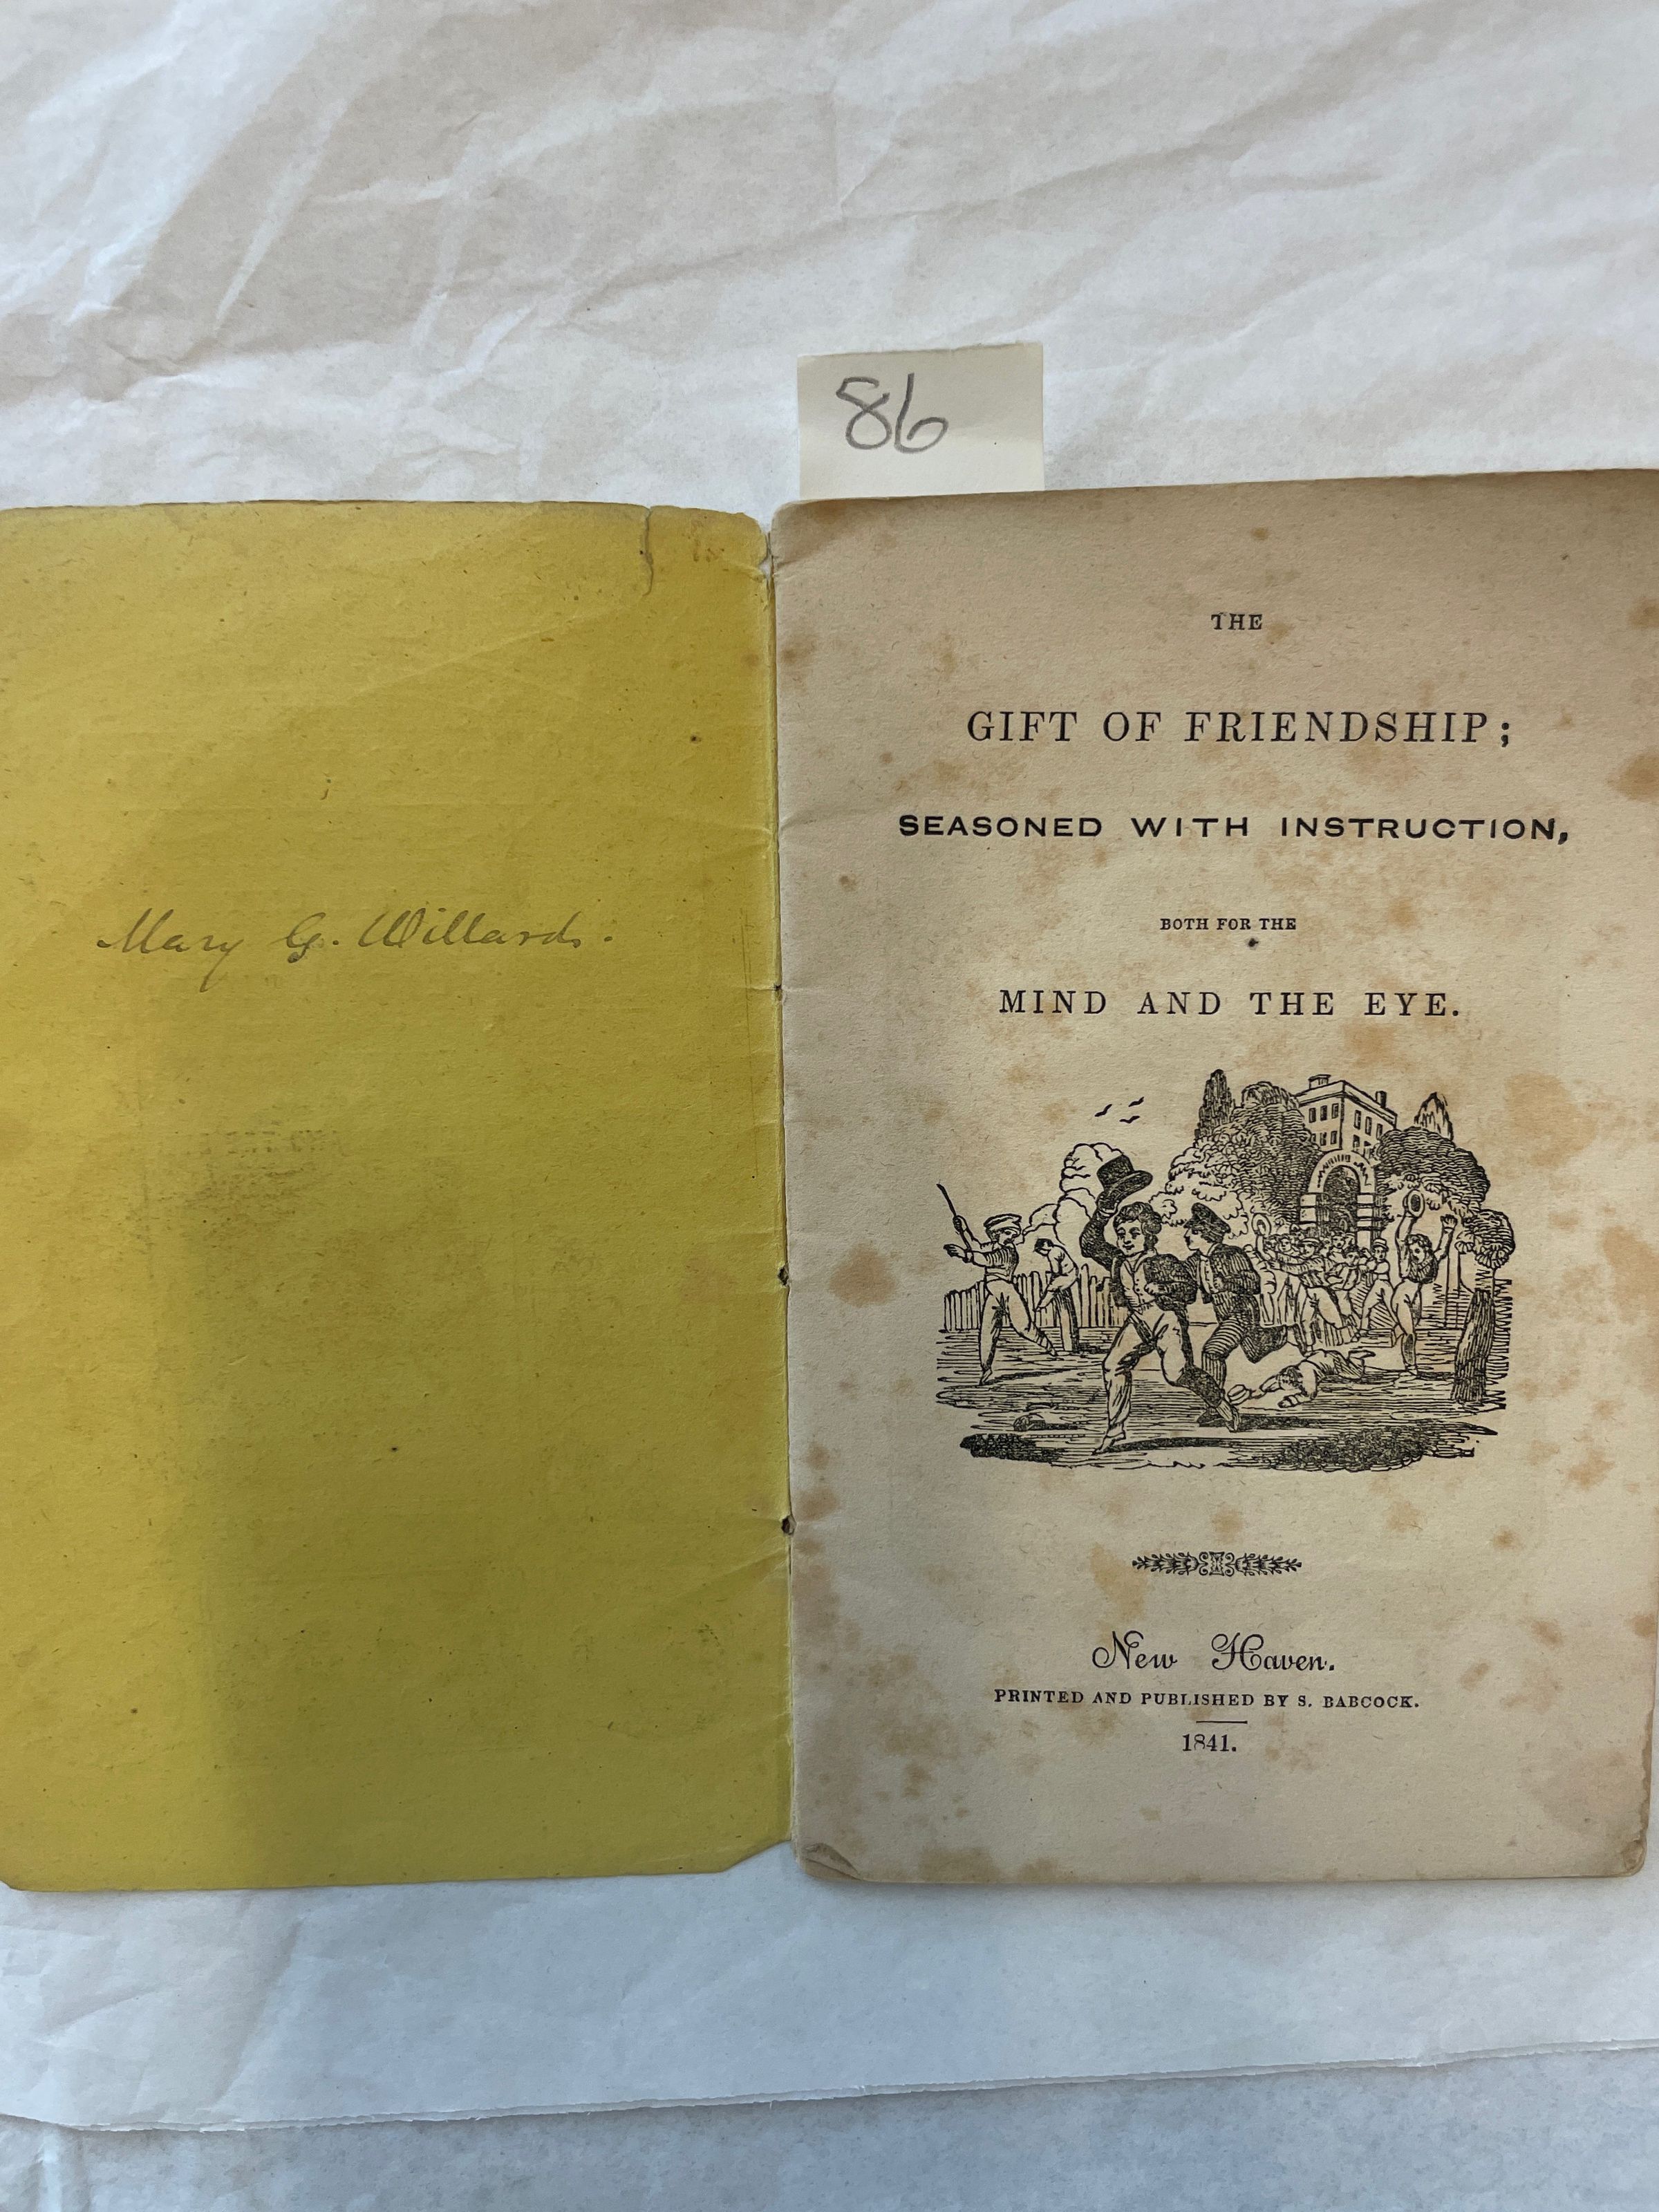 86
Mary G. Willards.
THE
GIFT OF FRIENDSHIP;
SEASONED WITH INSTRUCTION,
BOTH FOR THE
MIND AND THE EYE.
New Haven.
PRINTED AND PUBLISHED BY S. BABCOCK.
1841.